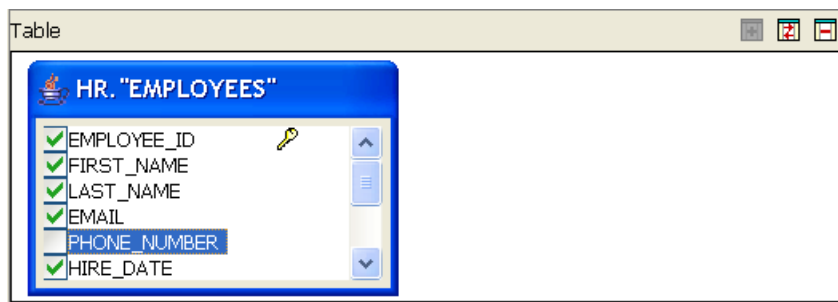 Table
HR."EMPLOYEES"
EMPLOYEE_ID
FIRST_NAME
LAST_NAME
EMAIL
PHONE_NUMBER
HIRE_DATE